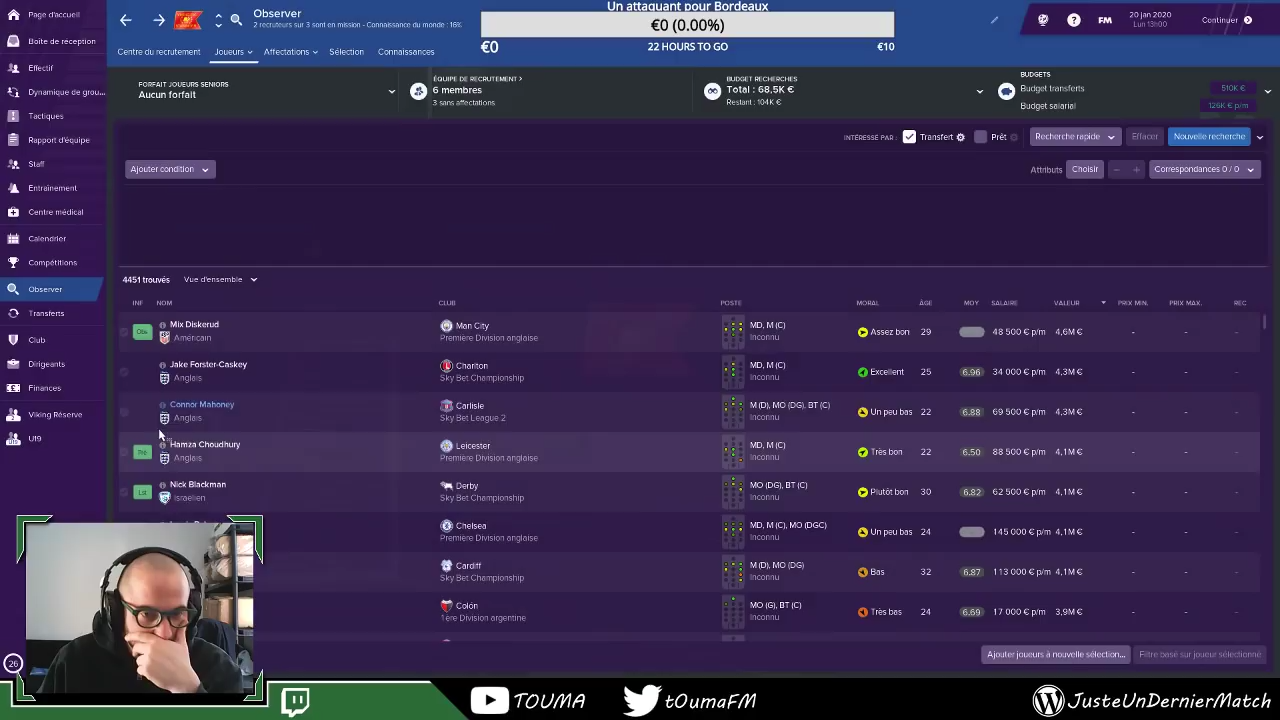 Page d'accueil
Boîte de réception
Effectif
Dynamique de grou...
Tactiques
Rapport d'équipe
Staff
Entraînement
Centre médical
Calendrier
Compétitions
Observer
Transferts
Club
Dirigeants
Finances
Viking Réserve
U19
26
Observer
2 recruteurs sur 3 sont en mission - Connaissance du monde : 16%
Centre du recrutement Joueurs Affectations Sélection Connaissances
Un attaquant pour Bordeaux
€0 (0.00%)
€0 22 HOURS TO GO €10
FM
20 jan 2020
Lun 13h00
Continuer
FORFAIT JOUEURS SENIORS
Aucun forfait
ÉQUIPE DE RECRUTEMENT >
6 membres
3 sans affectations
BUDGET RECHERCHES
Total : 68,5K €
Restant : 104K €
BUDGETS
Budget transferts 510K €
Budget salarial 126K € p/m
INTÉRESSÉ PAR : Transfert Prêt Recherche rapide Effacer Nouvelle recherche
Ajouter condition Attributs Choisir − + Correspondances 0 / 0
4451 trouvés Vue d'ensemble
INF NOM CLUB POSTE MORAL ÂGE MOY SALAIRE VALEUR PRIX MIN. PRIX MAX. REC
Mix Diskerud Man City MD, M (C) Assez bon 29 48 500 € p/m 4,6M € - - -
Américain Première Division anglaise Inconnu
Jake Forster-Caskey Charlton MD, M (C) Excellent 25 6.96 34 000 € p/m 4,3M € - - -
Anglais Sky Bet Championship Inconnu
Connor Mahoney Carlisle M (D), MO (DG), BT (C) Un peu bas 22 6.88 69 500 € p/m 4,3M € - - -
Anglais Sky Bet League 2 Inconnu
Prê Hamza Choudhury Leicester MD, M (C) Très bon 22 6.50 88 500 € p/m 4,1M € - - -
Anglais Première Division anglaise Inconnu
Lst Nick Blackman Derby MO (DG), BT (C) Plutôt bon 30 6.82 62 500 € p/m 4,1M € - - -
Israélien Sky Bet Championship Inconnu
Chelsea MD, M (C), MO (DGC) Un peu bas 24 145 000 € p/m 4,1M € - - -
Première Division anglaise Inconnu
Cardiff M (D), MO (DG) Bas 32 6.87 113 000 € p/m 4,1M € - - -
Sky Bet Championship Inconnu
Colón MO (G), BT (C) Très bas 24 6.69 17 000 € p/m 3,9M € - - -
1ère Division argentine Inconnu
Ajouter joueurs à nouvelle sélection... Filtre basé sur joueur sélectionné
TOUMA tOumaFM JusteUnDernierMatch